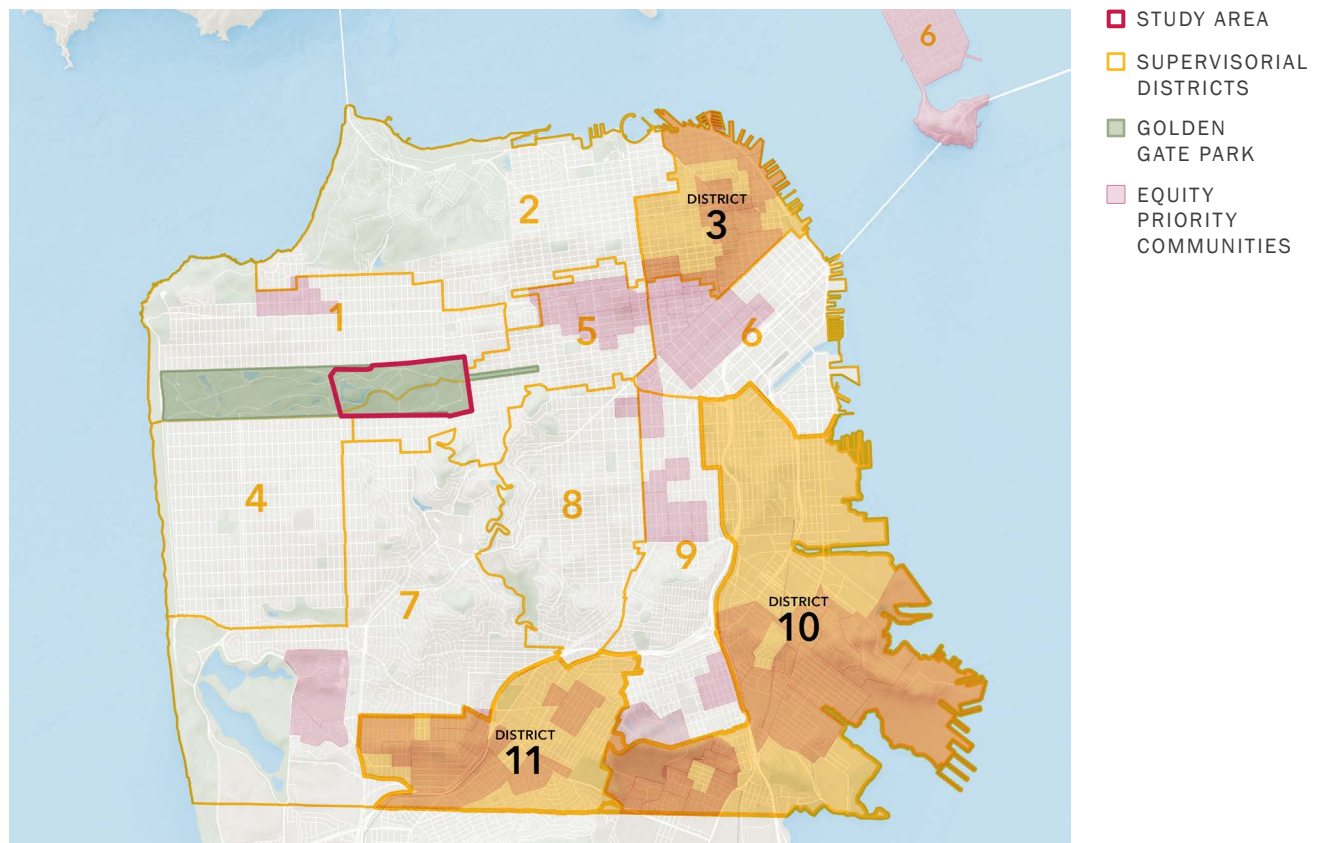 6
2
DISTRICT
3
1
5
6
4
8
9
7
DISTRICT
10
DISTRICT
11
STUDY AREA
SUPERVISORIAL
DISTRICTS
GOLDEN
GATE PARK
EQUITY
PRIORITY
COMMUNITIES